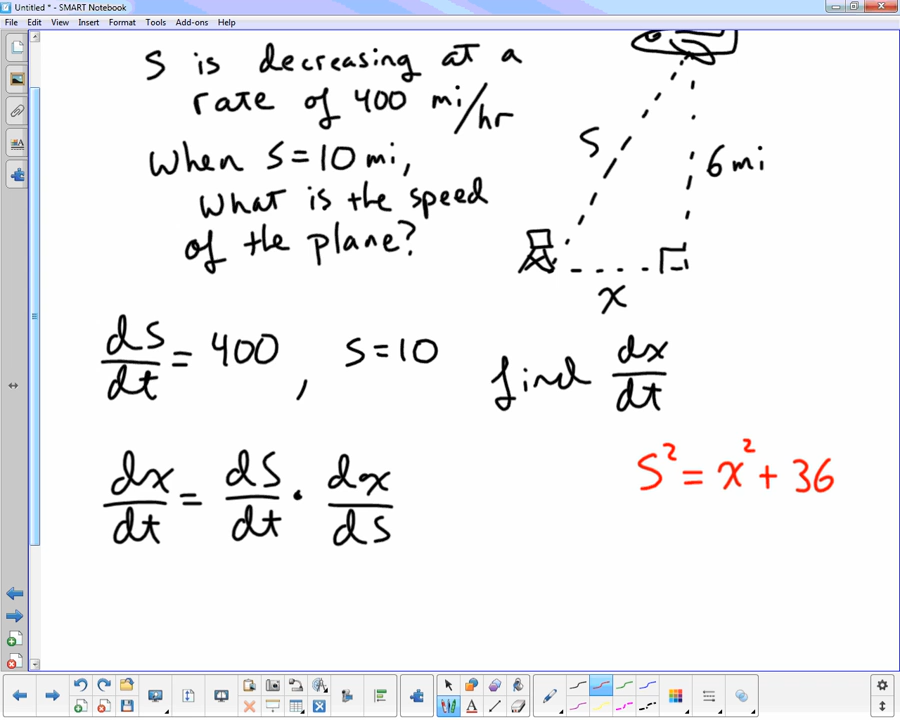 Untitled * - SMART Notebook
File Edit View Insert Format Tools Add-ons Help
S is decreasing at a
rate of 400 mi/hr
When S=10 mi,
What is the speed
of the plane?
S
6 mi
x
dS/dt = 400, S=10
find dx/dt
dx/dt = dS/dt · dx/dS
S² = x² + 36